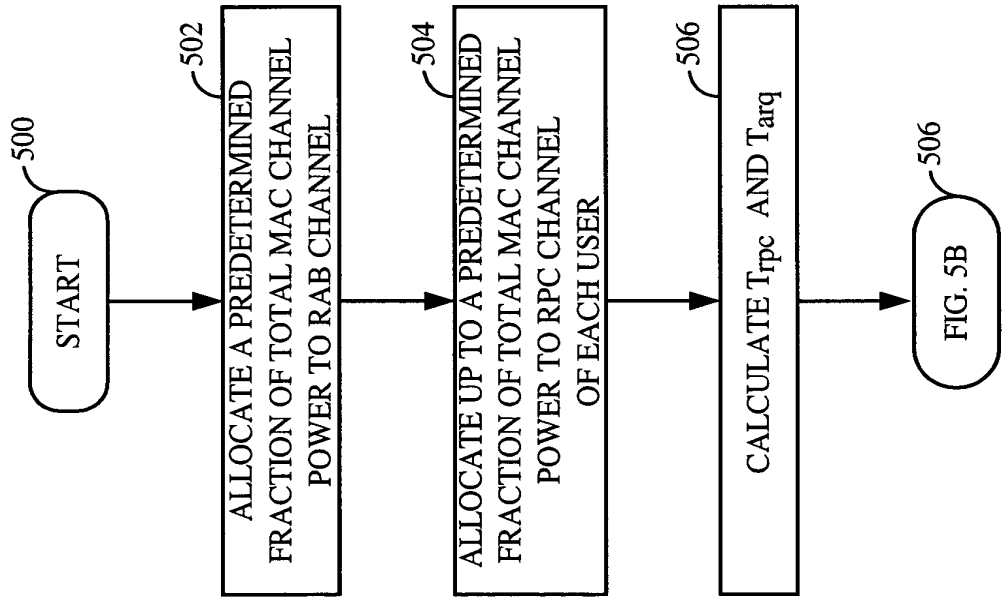 START
500
ALLOCATE A PREDETERMINED
FRACTION OF TOTAL MAC CHANNEL
POWER TO RAB CHANNEL
502
ALLOCATE UP TO A PREDETERMINED
FRACTION OF TOTAL MAC CHANNEL
POWER TO RPC CHANNEL
OF EACH USER
504
CALCULATE Trpc AND Tarq
506
FIG. 5B
506